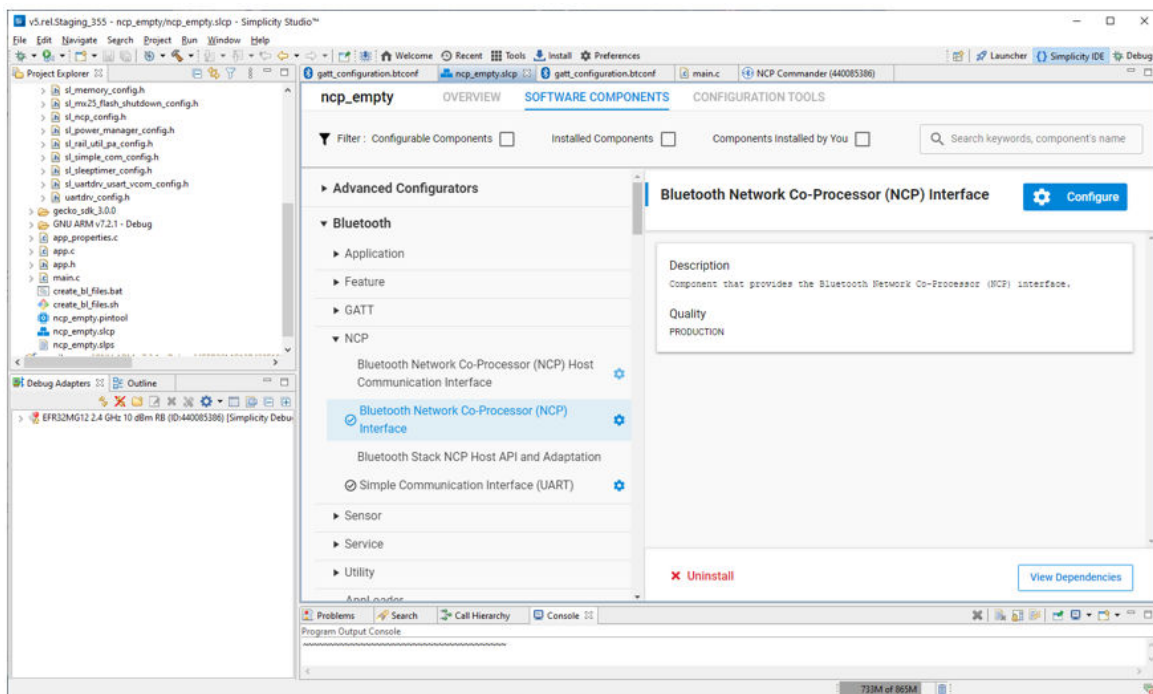 v5.rel.Staging_355 - ncp_empty/ncp_empty.slcp - Simplicity Studio™
File Edit Navigate Search Project Run Window Help
Welcome Recent Tools Install Preferences
Launcher Simplicity IDE Debug
Project Explorer
sl_memory_config.h
sl_mx25_flash_shutdown_config.h
sl_ncp_config.h
sl_power_manager_config.h
sl_rail_util_pa_config.h
sl_simple_com_config.h
sl_sleeptimer_config.h
sl_uartdrv_usart_vcom_config.h
uartdrv_config.h
gecko_sdk_3.0.0
GNU ARM v7.2.1 - Debug
app_properties.c
app.c
app.h
main.c
create_bl_files.bat
create_bl_files.sh
ncp_empty.pintool
ncp_empty.slcp
ncp_empty.slps
Debug Adapters Outline
EFR32MG12 2.4 GHz 10 dBm RB (ID:440085386) [Simplicity Debu
gatt_configuration.btconf ncp_empty.slcp gatt_configuration.btconf main.c NCP Commander (440085386)
ncp_empty OVERVIEW SOFTWARE COMPONENTS CONFIGURATION TOOLS
Filter : Configurable Components Installed Components Components Installed by You Search keywords, component's name
Advanced Configurators
Bluetooth
Application
Feature
GATT
NCP
Bluetooth Network Co-Processor (NCP) Host
Communication Interface
Bluetooth Network Co-Processor (NCP)
Interface
Bluetooth Stack NCP Host API and Adaptation
Simple Communication Interface (UART)
Sensor
Service
Utility
AppLoader
Bluetooth Network Co-Processor (NCP) Interface Configure
Description
Component that provides the Bluetooth Network Co-Processor (NCP) interface.
Quality
PRODUCTION
Uninstall View Dependencies
Problems Search Call Hierarchy Console
Program Output Console
733M of 865M